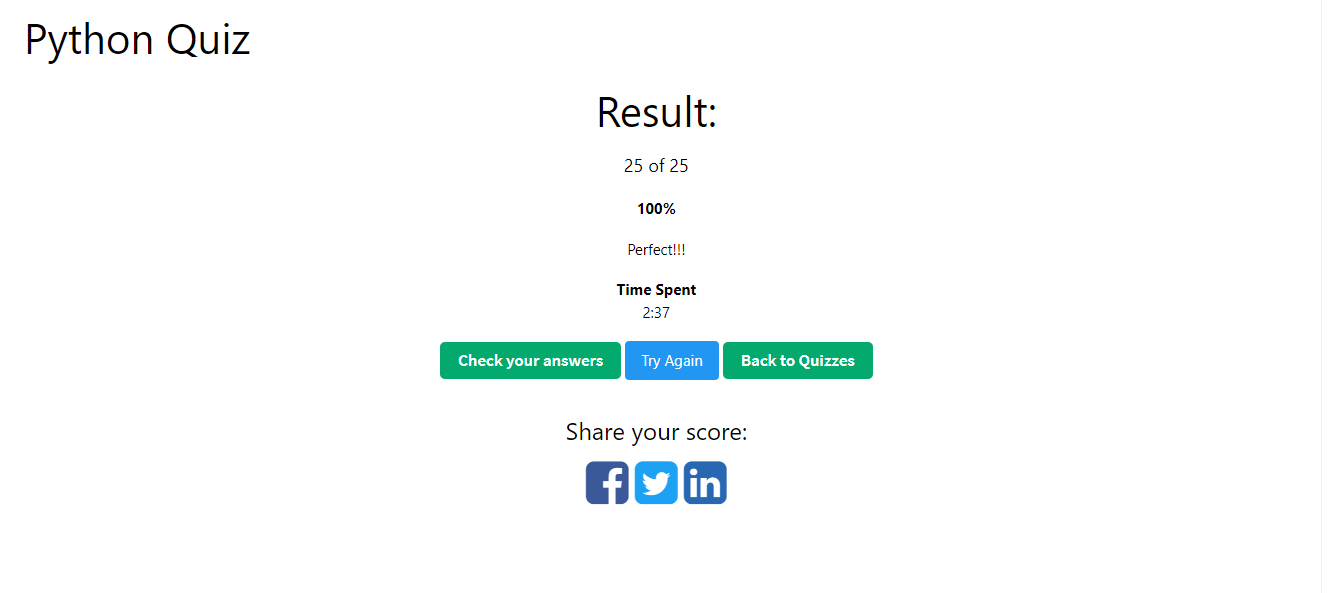 Python Quiz
Result:
25 of 25
100%
Perfect!!!
Time Spent
2:37
Check your answers Try Again Back to Quizzes
Share your score:
f in